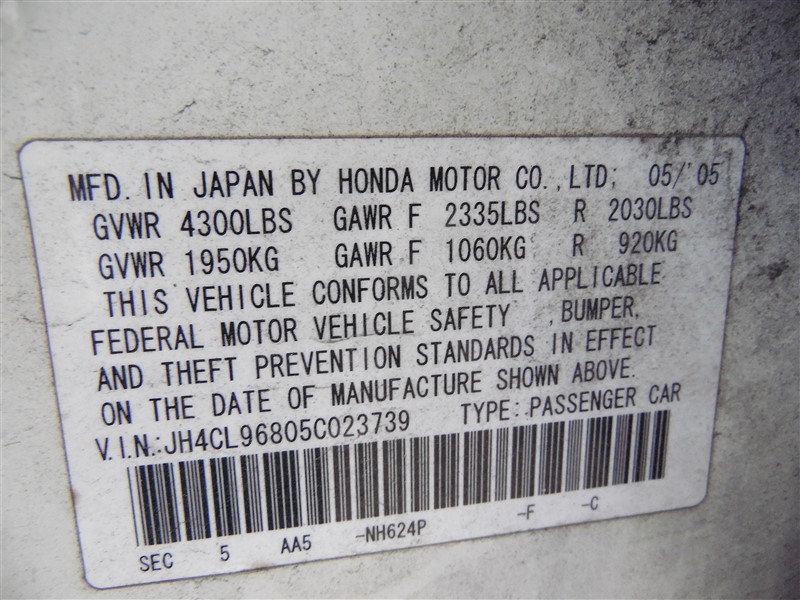 MFD. IN JAPAN BY HONDA MOTOR CO., LTD; 05/'05
GVWR 4300LBS GAWR F 2335LBS R 2030LBS
GVWR 1950KG GAWR F 1060KG R 920KG
THIS VEHICLE CONFORMS TO ALL APPLICABLE
FEDERAL MOTOR VEHICLE SAFETY , BUMPER,
AND THEFT PREVENTION STANDARDS IN EFFECT
ON THE DATE OF MANUFACTURE SHOWN ABOVE.
V.I.N.:JH4CL96805C023739 TYPE: PASSENGER CAR
SEC 5 AA5 -NH624P -F -C